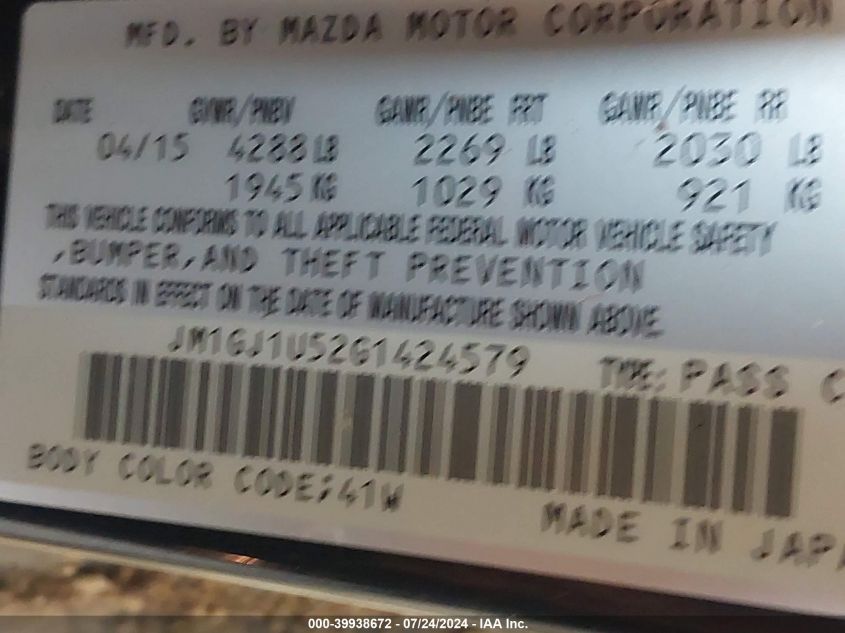 MFD. BY MAZDA MOTOR CORPORATION
DATE GVWR/PNBV GAWR/PNBE FRT GAWR/PNBE RR
04/15 4288 LB 2269 LB 2030 LB
1945 KG 1029 KG 921 KG
THIS VEHICLE CONFORMS TO ALL APPLICABLE FEDERAL MOTOR VEHICLE SAFETY
,BUMPER,AND THEFT PREVENTION
STANDARDS IN EFFECT ON THE DATE OF MANUFACTURE SHOWN ABOVE
JM1GJ1U52G1424579 TYPE: PASS C
BODY COLOR CODE:41W
MADE IN JAPA
000-39938672 - 07/24/2024 - IAA Inc.